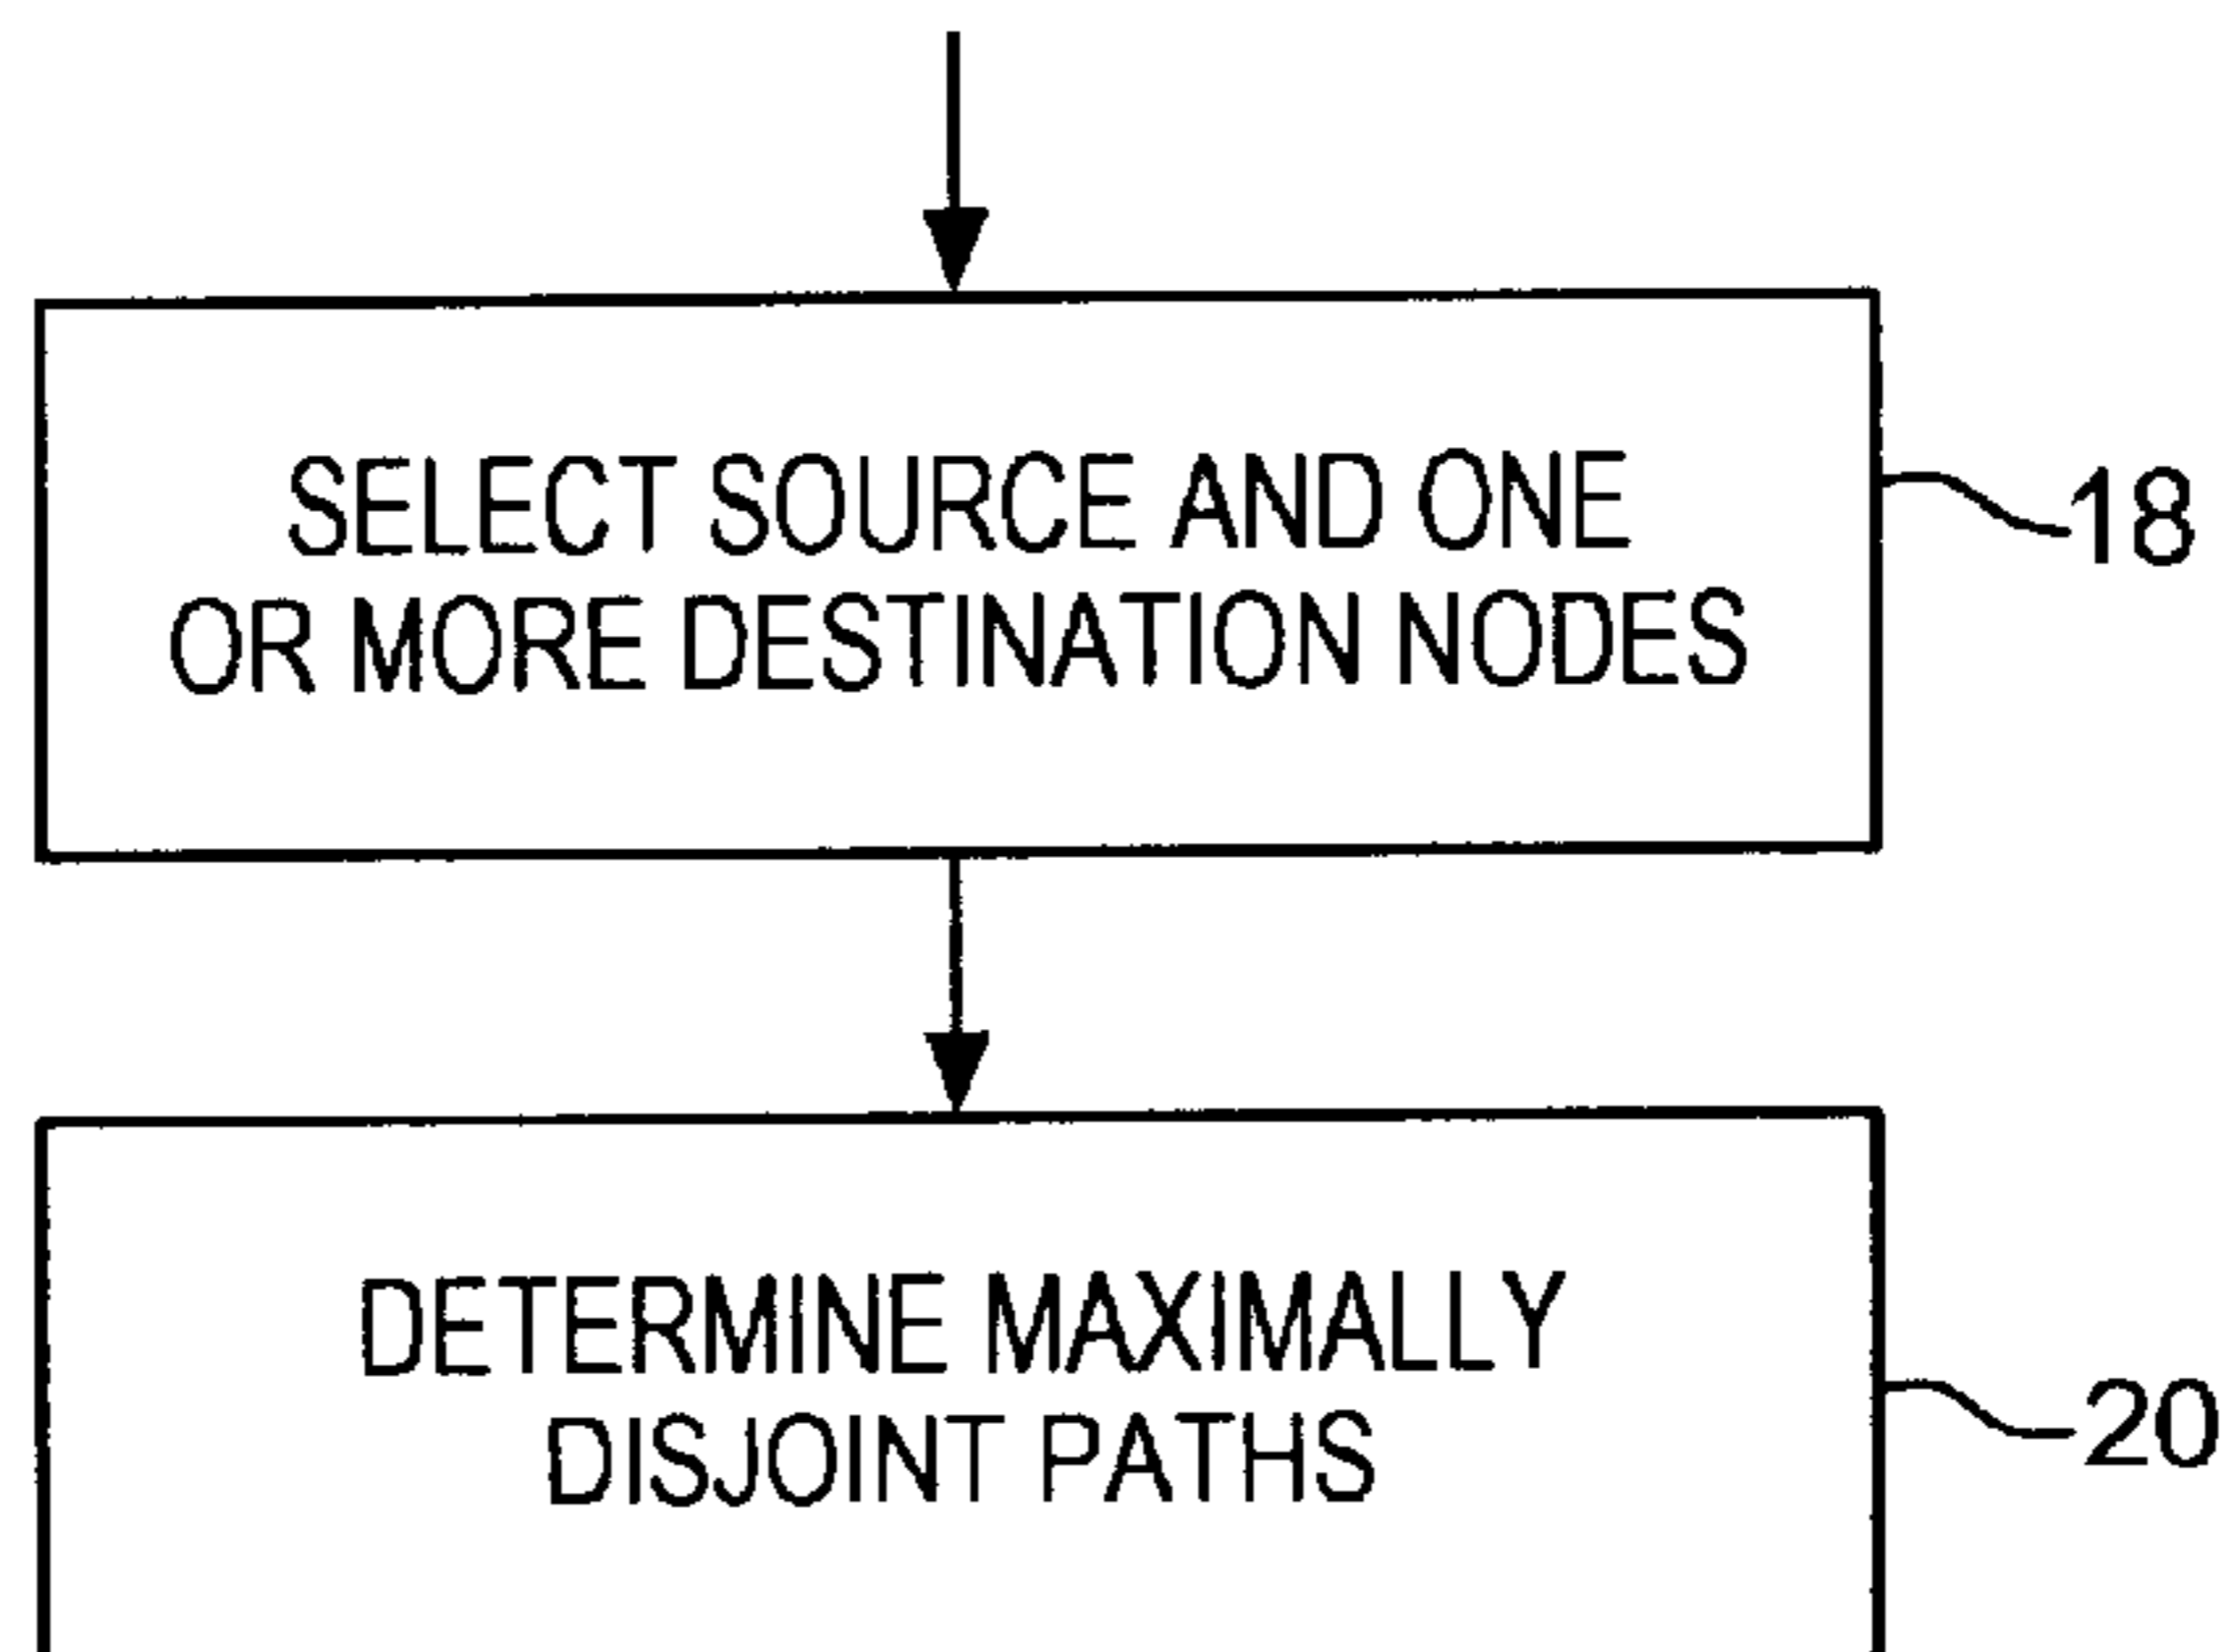 SELECT SOURCE AND ONE
OR MORE DESTINATION NODES
18
DETERMINE MAXIMALLY
DISJOINT PATHS
20